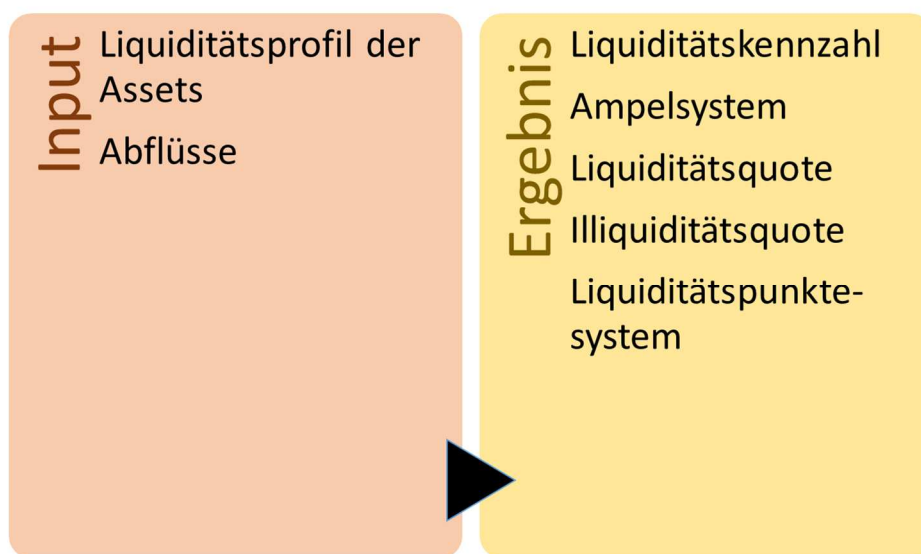 Input
Liquiditätsprofil der
Assets
Abflüsse
Ergebnis
Liquiditätskennzahl
Ampelsystem
Liquiditätsquote
Illiquiditätsquote
Liquiditätspunkte-
system